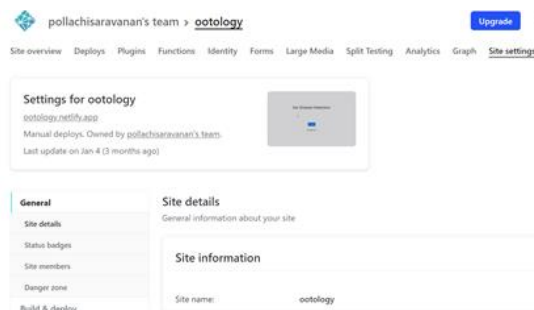 pollachisaravanan's team > ootology
Upgrade
Site overview Deploys Plugins Functions Identity Forms Large Media Split Testing Analytics Graph Site settings
Settings for ootology
ootology.netlify.app
Manual deploys. Owned by pollachisaravanan's team.
Last update on Jan 4 (3 months ago)
General
Site details
Status badges
Site members
Danger zone
Build & deploy
Site details
General information about your site
Site information
Site name: ootology